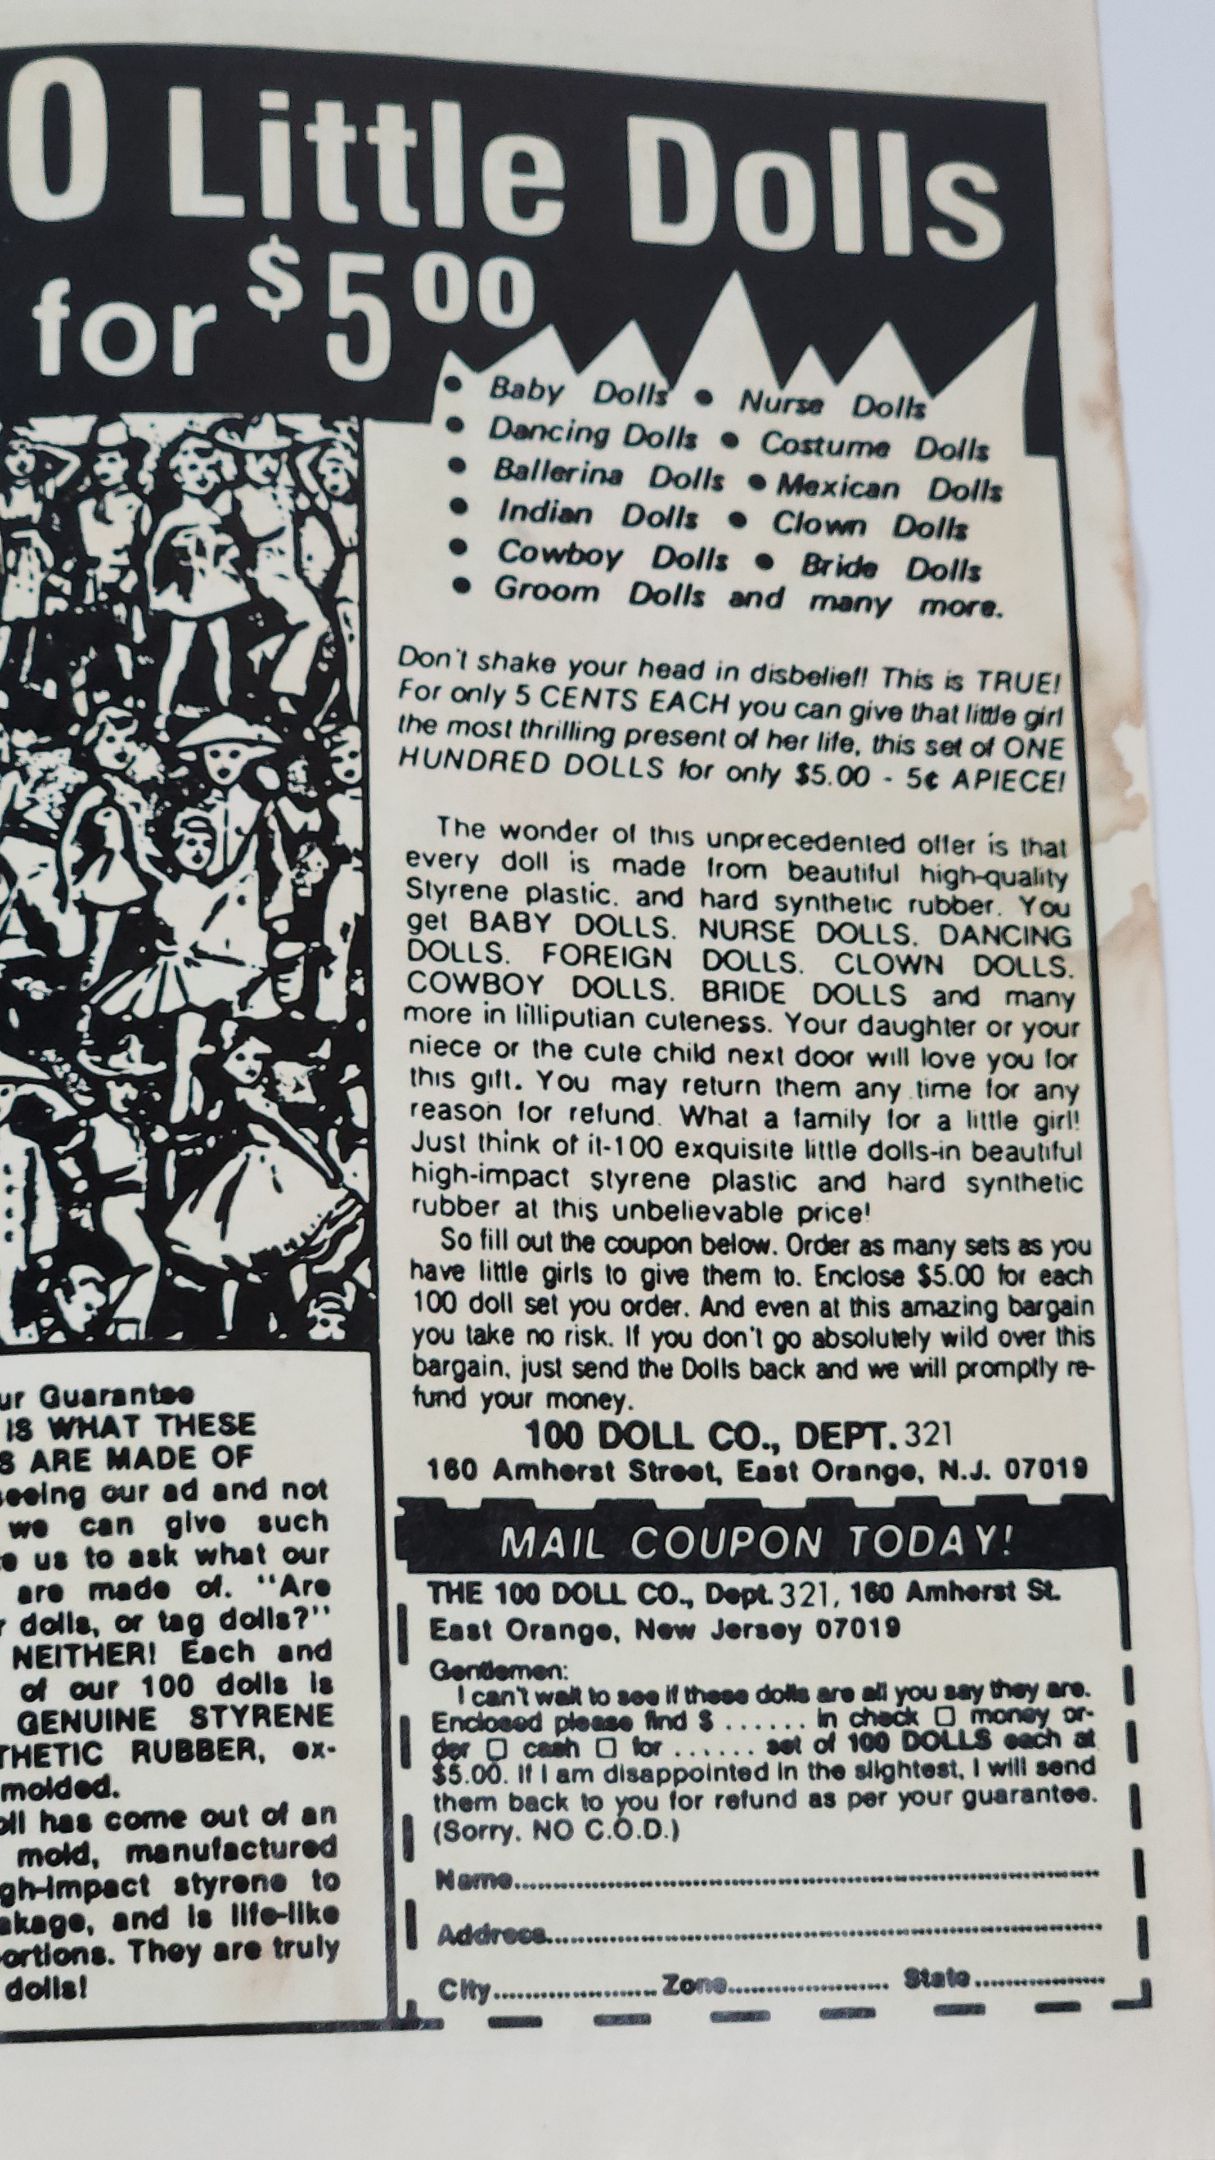 0 Little Dolls
for $5.00
• Baby Dolls • Nurse Dolls
• Dancing Dolls • Costume Dolls
• Ballerina Dolls • Mexican Dolls
• Indian Dolls • Clown Dolls
• Cowboy Dolls • Bride Dolls
• Groom Dolls and many more.
Don't shake your head in disbelief! This is TRUE!
For only 5 CENTS EACH you can give that little girl
the most thrilling present of her life, this set of ONE
HUNDRED DOLLS for only $5.00 - 5¢ APIECE!
The wonder of this unprecedented offer is that
every doll is made from beautiful high-quality
Styrene plastic. and hard synthetic rubber. You
get BABY DOLLS. NURSE DOLLS. DANCING
DOLLS. FOREIGN DOLLS. CLOWN DOLLS.
COWBOY DOLLS. BRIDE DOLLS and many
more in lilliputian cuteness. Your daughter or your
niece or the cute child next door will love you for
this gift. You may return them any time for any
reason for refund. What a family for a little girl!
Just think of it-100 exquisite little dolls-in beautiful
high-impact styrene plastic and hard synthetic
rubber at this unbelievable price!
So fill out the coupon below. Order as many sets as you
have little girls to give them to. Enclose $5.00 for each
100 doll set you order. And even at this amazing bargain
you take no risk. If you don't go absolutely wild over this
bargain, just send the Dolls back and we will promptly re-
fund your money.
100 DOLL CO., DEPT. 321
160 Amherst Street, East Orange, N.J. 07019
ur Guarantee
IS WHAT THESE
S ARE MADE OF
seeing our ad and not
we can give such
e us to ask what our
are made of. "Are
r dolls, or tag dolls?"
NEITHER! Each and
of our 100 dolls is
GENUINE STYRENE
THETIC RUBBER, ex-
molded.
oll has come out of an
mold, manufactured
gh-impact styrene to
akage, and is life-like
ortions. They are truly
dolls!
MAIL COUPON TODAY!
THE 100 DOLL CO., Dept. 321, 160 Amherst St.
East Orange, New Jersey 07019
Gentlemen:
I can't wait to see if these dolls are all you say they are.
Enclosed please find $ ...... in check □ money or-
der □ cash □ for ...... set of 100 DOLLS each at
$5.00. If I am disappointed in the slightest, I will send
them back to you for refund as per your guarantee.
(Sorry. NO C.O.D.)
Name........................................
Address........................................
City.................... Zone.................... State................